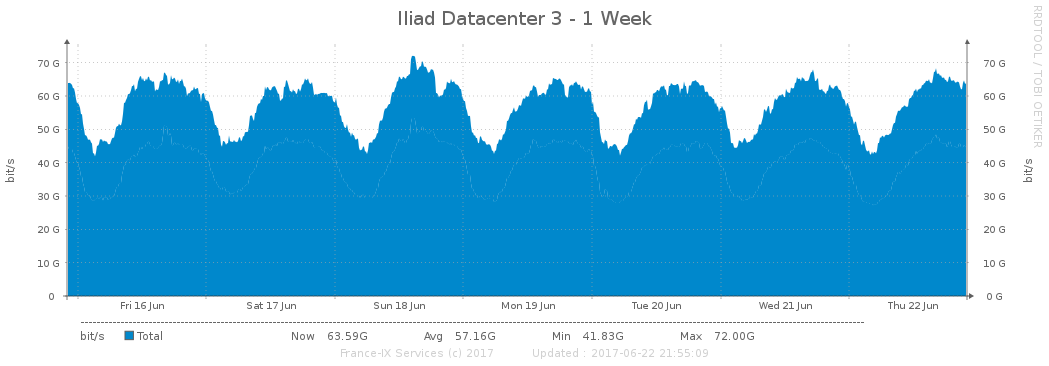 Iliad Datacenter 3 - 1 Week
RRDTOOL / TOBI OETIKER
70 G 70 G
60 G 60 G
50 G 50 G
40 G 40 G
bit/s bit/s
30 G 30 G
20 G 20 G
10 G 10 G
0 0 G
Fri 16 Jun Sat 17 Jun Sun 18 Jun Mon 19 Jun Tue 20 Jun Wed 21 Jun Thu 22 Jun
bit/s Total Now 63.59G Avg 57.16G Min 41.83G Max 72.00G
France-IX Services (c) 2017 Updated : 2017-06-22 21:55:09